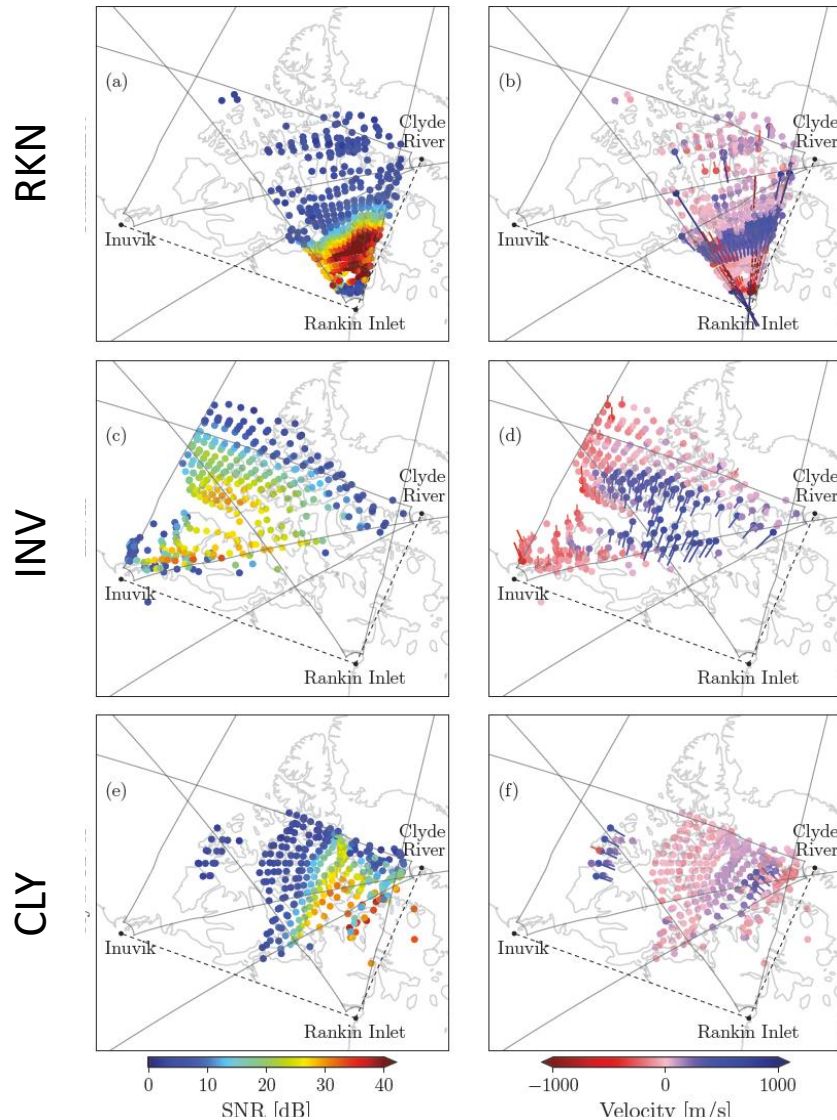 RKN
(a)
Clyde
River
Inuvik
Rankin Inlet
(b)
Clyde
River
Inuvik
Rankin Inlet
INV
(c)
Clyde
River
Inuvik
Rankin Inlet
(d)
Clyde
River
Inuvik
Rankin Inlet
CLY
(e)
Clyde
River
Inuvik
Rankin Inlet
(f)
Clyde
River
Inuvik
Rankin Inlet
0 10 20 30 40
SNR [dB]
−1000 0 1000
Velocity [m/s]